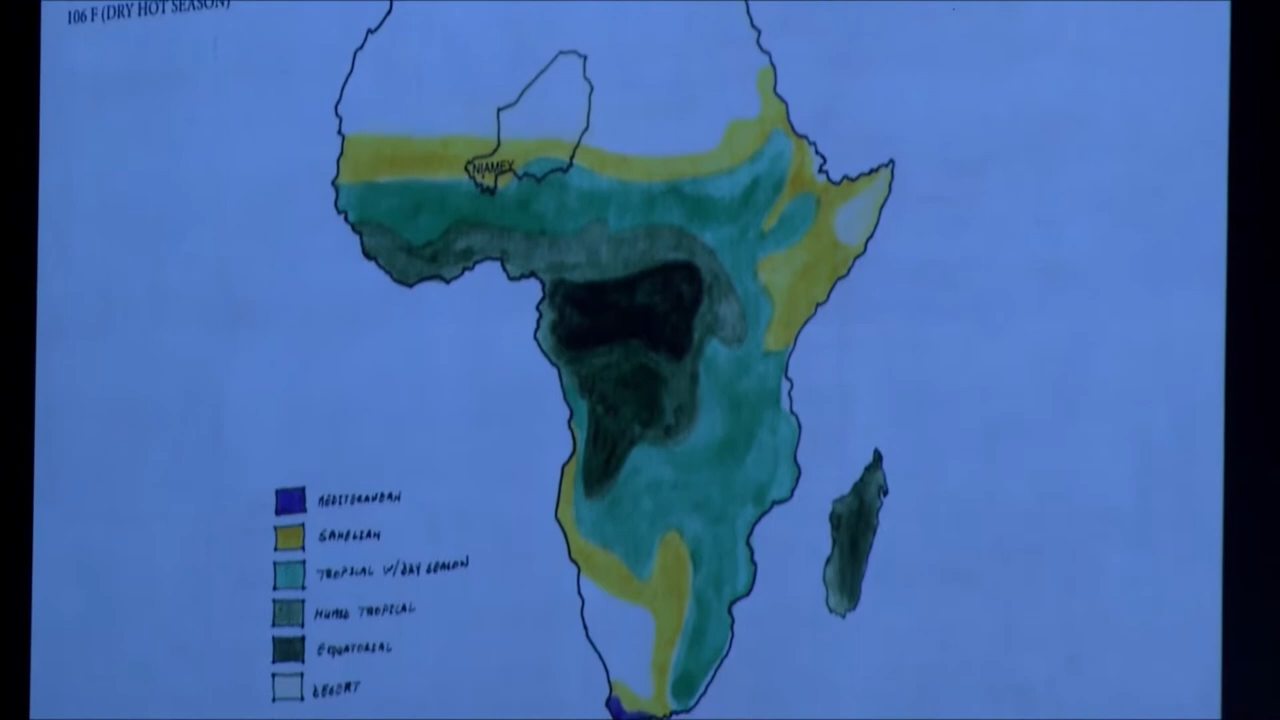 106 F (DRY HOT SEASON)
NIAMEY
MEDITERANEAN
SAHELIAN
TROPICAL W/DRY SEASON
HUMID TROPICAL
EQUATORIAL
DESERT